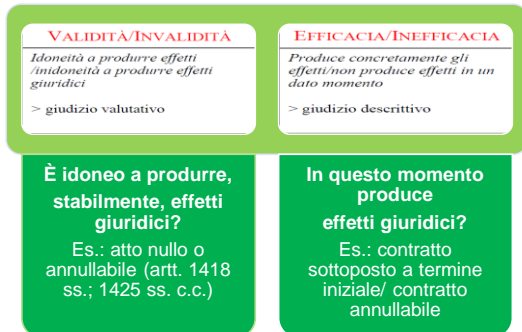 VALIDITÀ/INVALIDITÀ
Idoneità a produrre effetti
/inidoneità a produrre effetti
giuridici
> giudizio valutativo
È idoneo a produrre,
stabilmente, effetti
giuridici?
Es.: atto nullo o
annullabile (artt. 1418
ss.; 1425 ss. c.c.)
EFFICACIA/INEFFICACIA
Produce concretamente gli
effetti/non produce effetti in un
dato momento
> giudizio descrittivo
In questo momento
produce
effetti giuridici?
Es.: contratto
sottoposto a termine
iniziale/ contratto
annullabile